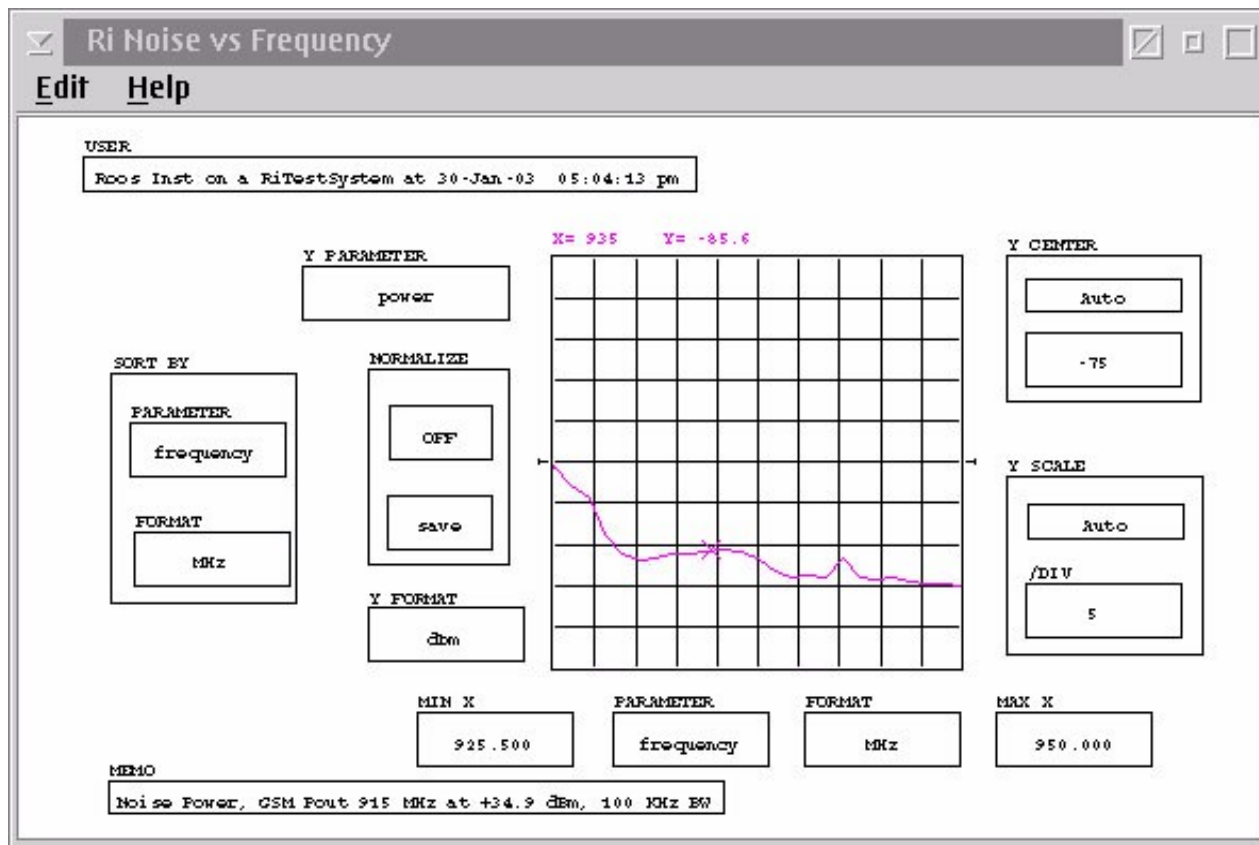 Ri Noise vs Frequency
Edit Help
USER
Roos Inst on a RiTestSystem at 30-Jan-03 05:04:13 pm
X= 935 Y= -85.6
Y PARAMETER
power
Y CENTER
Auto
-75
SORT BY
PARAMETER
frequency
FORMAT
MHz
NORMALIZE
OFF
save
Y FORMAT
dbm
Y SCALE
Auto
/DIV
5
MIN X
925.500
PARAMETER
frequency
FORMAT
MHz
MAX X
950.000
MEMO
Noise Power, GSM Pout 915 MHz at +34.9 dBm, 100 KHz BW